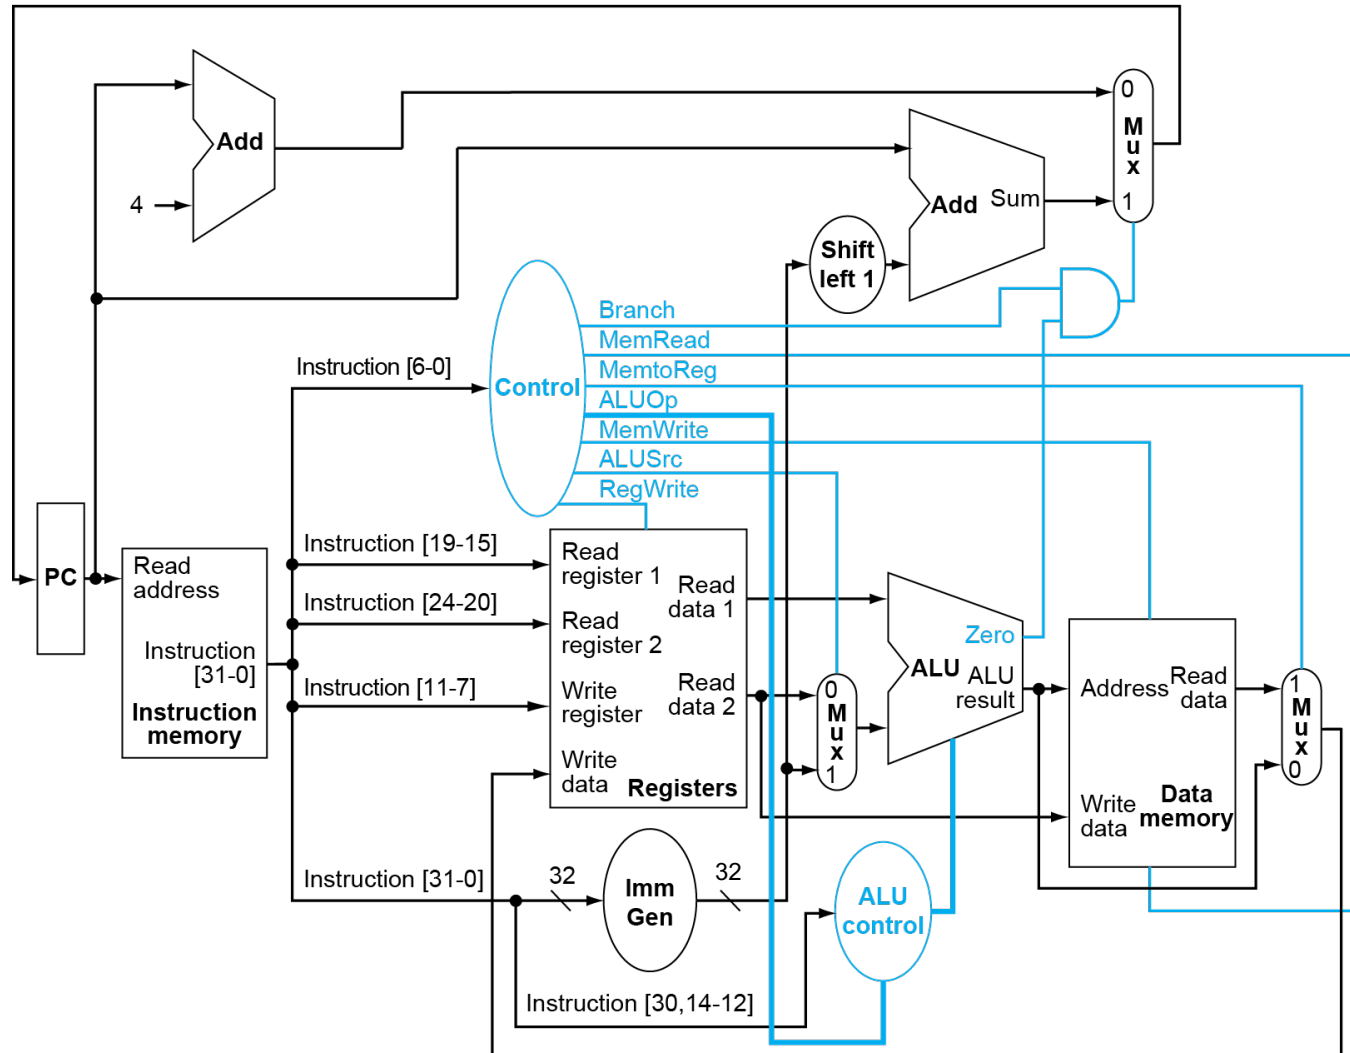 0
Mux
1
Add
4
Add
Sum
Shift
left 1
Branch
MemRead
MemtoReg
ALUOp
MemWrite
ALUSrc
RegWrite
Instruction [6-0]
Control
PC
Read
address
Instruction
[31-0]
Instruction
memory
Instruction [19-15]
Instruction [24-20]
Instruction [11-7]
Instruction [31-0]
Read
register 1
Read
register 2
Write
register
Write
data
Read
data 1
Read
data 2
Registers
0
Mux
1
Zero
ALU
ALU
result
Address
Read
data
Write
data
Data
memory
1
Mux
0
32
Imm
Gen
32
ALU
control
Instruction [30,14-12]